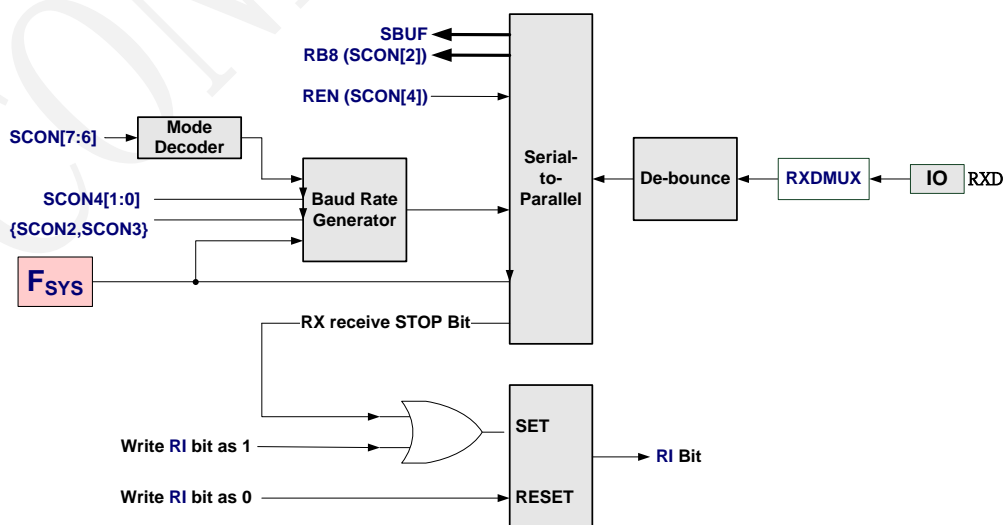 SBUF
RB8 (SCON[2])
REN (SCON[4])
SCON[7:6]
Mode
Decoder
SCON4[1:0]
{SCON2,SCON3}
Baud Rate
Generator
FSYS
Serial-
to-
Parallel
De-bounce
RXDMUX
IO
RXD
RX receive STOP Bit
Write RI bit as 1
Write RI bit as 0
SET
RESET
RI Bit